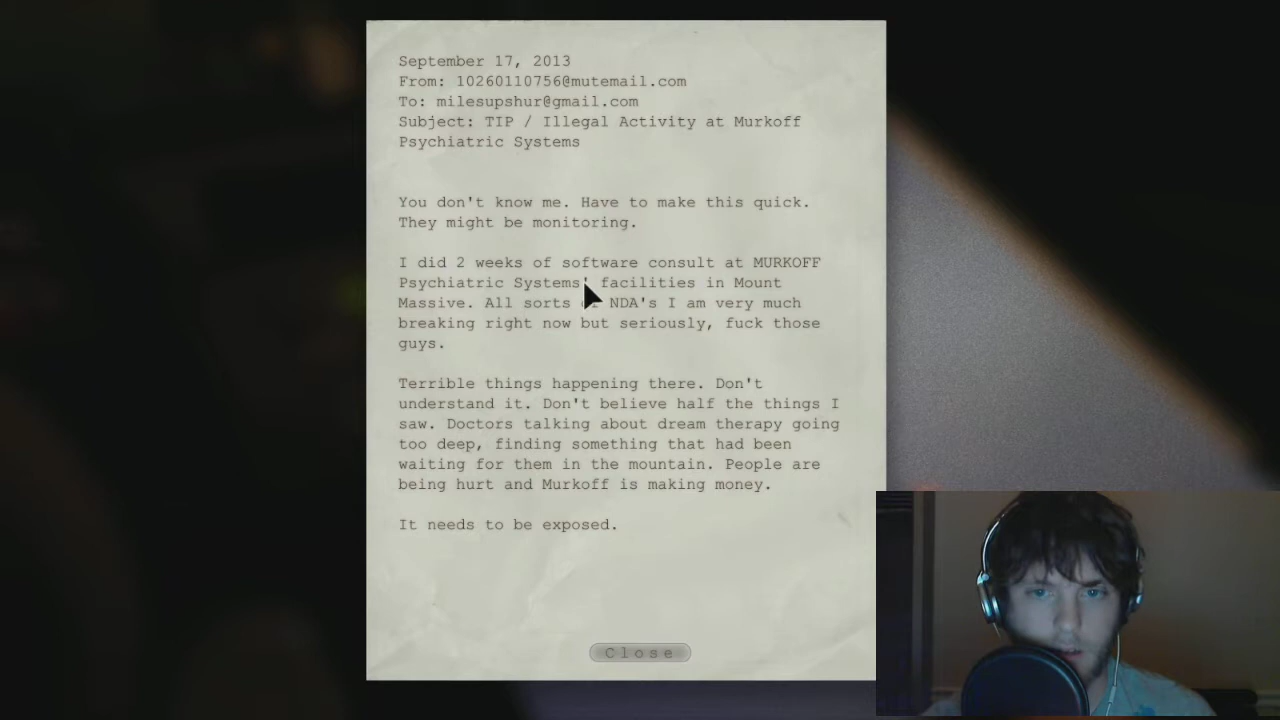 September 17, 2013
From: 10260110756@mutemail.com
To: milesupshur@gmail.com
Subject: TIP / Illegal Activity at Murkoff
Psychiatric Systems
You don't know me. Have to make this quick.
They might be monitoring.
I did 2 weeks of software consult at MURKOFF
Psychiatric Systems' facilities in Mount
Massive. All sorts of NDA's I am very much
breaking right now but seriously, fuck those
guys.
Terrible things happening there. Don't
understand it. Don't believe half the things I
saw. Doctors talking about dream therapy going
too deep, finding something that had been
waiting for them in the mountain. People are
being hurt and Murkoff is making money.
It needs to be exposed.
Close